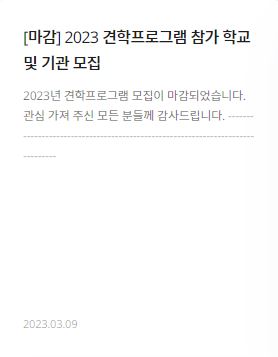 [마감] 2023 견학프로그램 참가 학교
및 기관 모집
2023년 견학프로그램 모집이 마감되었습니다.
관심 가져 주신 모든 분들께 감사드립니다. -------
--------------------------------------------------------
---------
2023.03.09